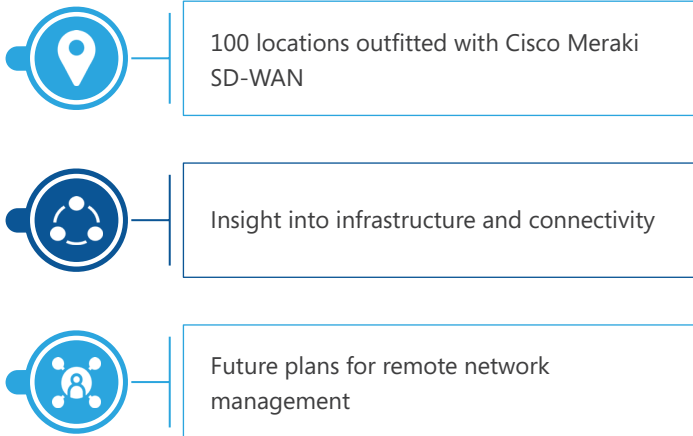 100 locations outfitted with Cisco Meraki
SD-WAN
Insight into infrastructure and connectivity
Future plans for remote network
management